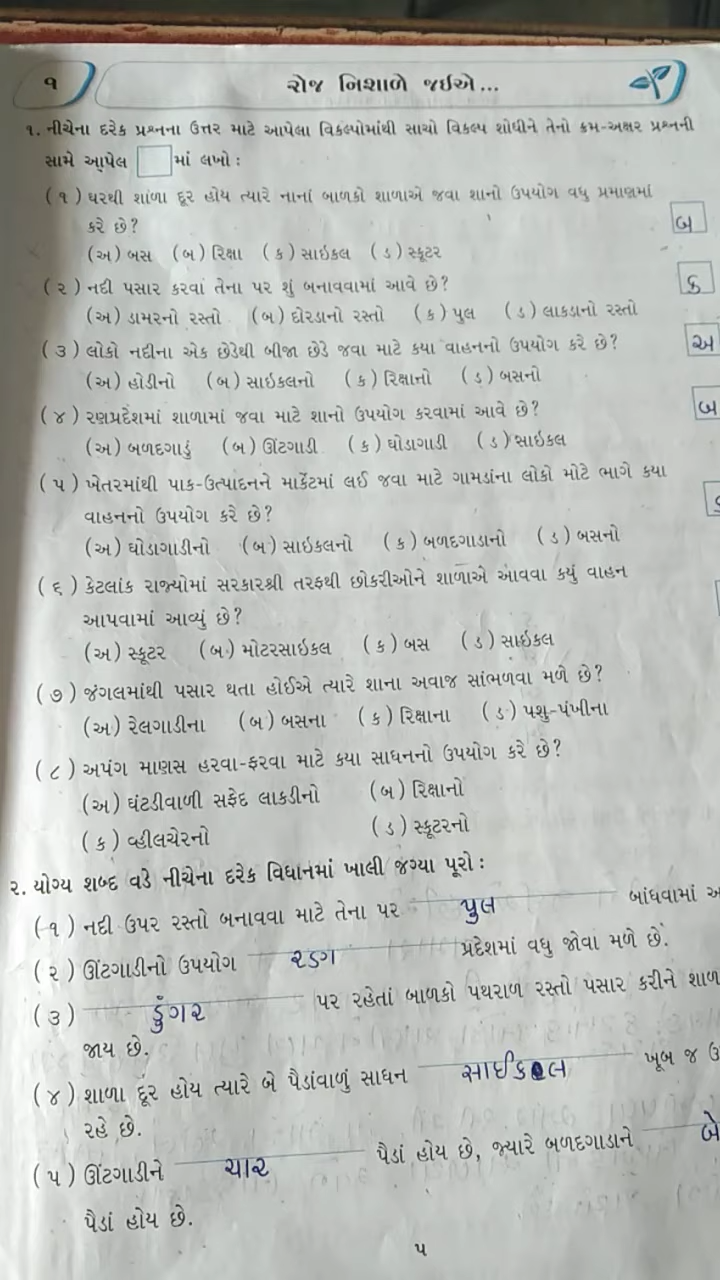 ૧ રોજ નિશાળે જઈએ...
૧. નીચેના દરેક પ્રશ્નના ઉત્તર માટે આપેલા વિકલ્પોમાંથી સાચો વિકલ્પ શોધીને તેનો ક્રમ-અક્ષર પ્રશ્નની
સામે આપેલ માં લખો :
(૧) ઘરથી શાળા દૂર હોય ત્યારે નાનાં બાળકો શાળાએ જવા શાનો ઉપયોગ વધુ પ્રમાણમાં
કરે છે? બ
(અ) બસ (બ) રિક્ષા (ક) સાઇકલ (ડ) સ્કૂટર
(૨) નદી પસાર કરવાં તેના પર શું બનાવવામાં આવે છે? ક
(અ) ડામરનો રસ્તો (બ) દોરડાનો રસ્તો (ક) પુલ (ડ) લાકડાનો રસ્તો
(૩) લોકો નદીના એક છેડેથી બીજા છેડે જવા માટે કયા વાહનનો ઉપયોગ કરે છે? અ
(અ) હોડીનો (બ) સાઇકલનો (ક) રિક્ષાનો (ડ) બસનો
(૪) રણપ્રદેશમાં શાળામાં જવા માટે શાનો ઉપયોગ કરવામાં આવે છે? બ
(અ) બળદગાડું (બ) ઊંટગાડી (ક) ઘોડાગાડી (ડ) સાઇકલ
(૫) ખેતરમાંથી પાક-ઉત્પાદનને માર્કેટમાં લઈ જવા માટે ગામડાંના લોકો મોટે ભાગે કયા
વાહનનો ઉપયોગ કરે છે?
(અ) ઘોડાગાડીનો (બ) સાઇકલનો (ક) બળદગાડાનો (ડ) બસનો
(૬) કેટલાંક રાજ્યોમાં સરકારશ્રી તરફથી છોકરીઓને શાળાએ આવવા કયું વાહન
આપવામાં આવ્યું છે?
(અ) સ્કૂટર (બ) મોટરસાઇકલ (ક) બસ (ડ) સાઇકલ
(૭) જંગલમાંથી પસાર થતા હોઈએ ત્યારે શાના અવાજ સાંભળવા મળે છે?
(અ) રેલગાડીના (બ) બસના (ક) રિક્ષાના (ડ) પશુ-પંખીના
(૮) અપંગ માણસ હરવા-ફરવા માટે કયા સાધનનો ઉપયોગ કરે છે?
(અ) ઘંટડીવાળી સફેદ લાકડીનો (બ) રિક્ષાનો
(ક) વ્હીલચેરનો (ડ) સ્કૂટરનો
૨. યોગ્ય શબ્દ વડે નીચેના દરેક વિધાનમાં ખાલી જગ્યા પૂરો :
(૧) નદી ઉપર રસ્તો બનાવવા માટે તેના પર પુલ બાંધવામાં આ
(૨) ઊંટગાડીનો ઉપયોગ રડગ પ્રદેશમાં વધુ જોવા મળે છે.
(૩) ડુંગર પર રહેતાં બાળકો પથરાળ રસ્તો પસાર કરીને શાળ
જાય છે.
(૪) શાળા દૂર હોય ત્યારે બે પૈડાંવાળું સાધન સાઈકલ ખૂબ જ ઉ
રહે છે.
(૫) ઊંટગાડીને ચાર પૈડાં હોય છે, જ્યારે બળદગાડાને બે
પૈડાં હોય છે.
૫